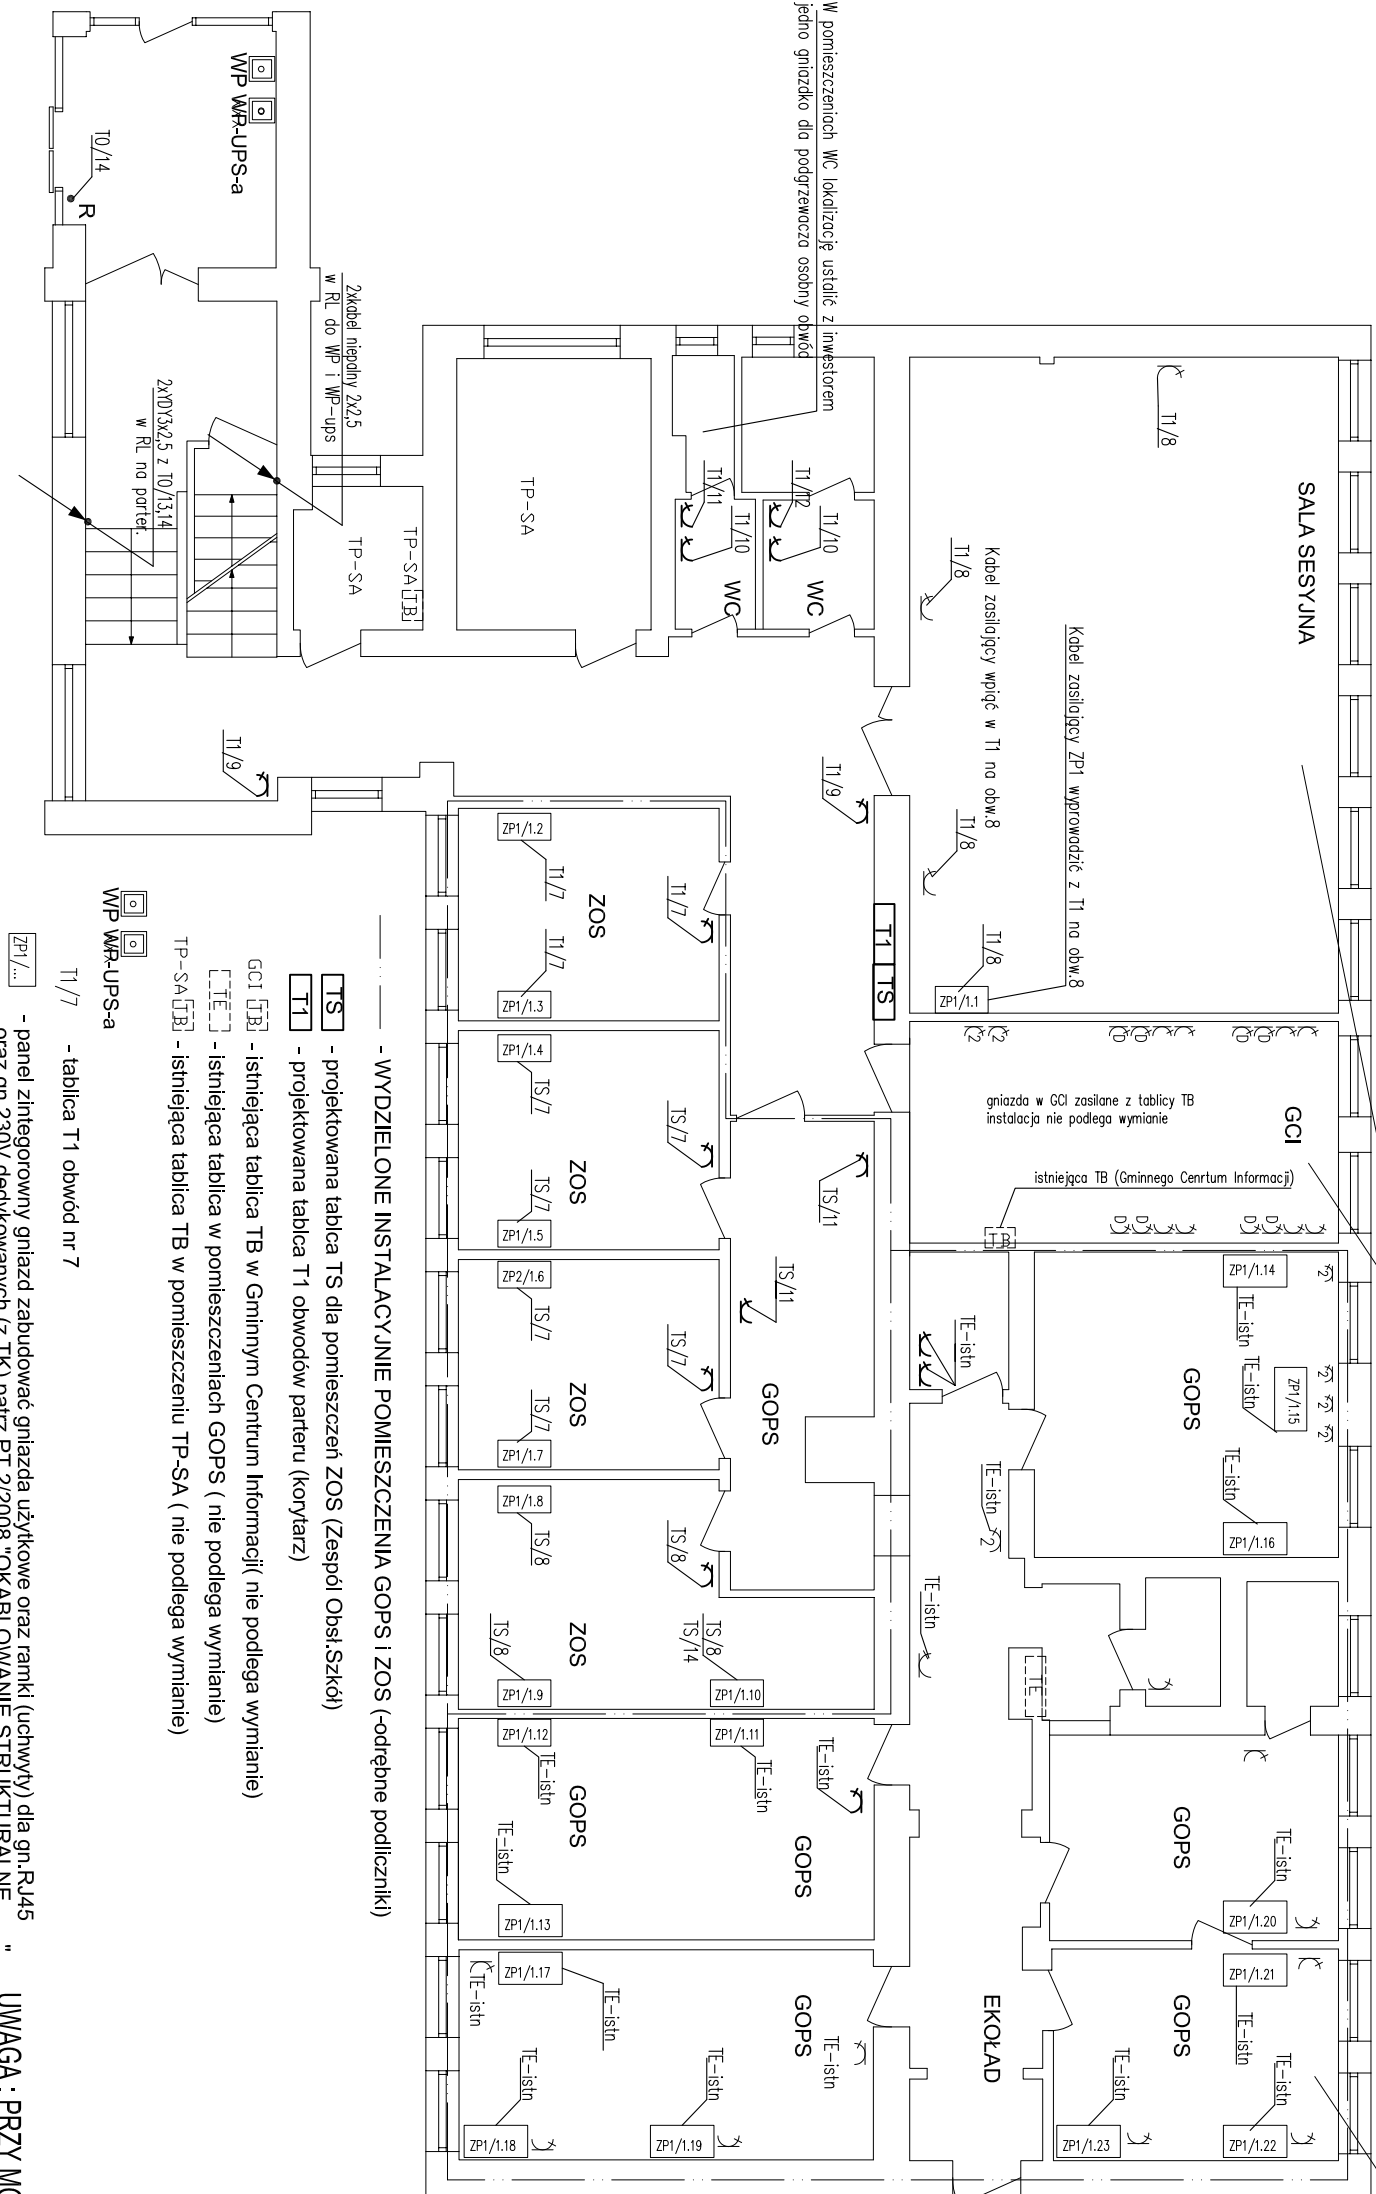 W pomieszczeniach WC lokalizację ustalić z inwestorem
jedno gniazdko dla podgrzewacza osobny obwód
WP WP-UPS-a
T0/14
R
2xkabel niepalny 2x2,5
w RL do WP i WP-ups
2xYDY3x2,5 z T0/13,14
w RL na parter.
TP-SA
TP-SA
TP-SA TB
T1/11
T1/10
T1/12
T1/10
WC
WC
SALA SESYJNA
T1/8
T1/8
Kabel zasilający wpiąć w T1 na obw.8
Kabel zasilający ZP1 wyprowadzić z T1 na obw.8
T1/8
T1/8
ZP1/1.1
T1/9
T1/9
T1 TS
GCI
gniazda w GCI zasilane z tablicy TB
instalacja nie podlega wymianie
istniejąca TB (Gminnego Cenrtum Informacji)
TB
ZP1/1.2
T1/7
ZOS
T1/7
T1/7
ZP1/1.3
ZP1/1.4
TS/7
ZOS
TS/7
TS/7
ZP1/1.5
ZP2/1.6
TS/7
ZOS
TS/7
TS/7
ZP1/1.7
ZP1/1.8
TS/8
ZOS
TS/8
TS/8
ZP1/1.9
TS/8
TS/14
ZP1/1.10
TS/11
TS/11
GOPS
TE-istn
ZP1/1.14
TE-istn
TE-istn
ZP1/1.15
GOPS
TE-istn
ZP1/1.16
TE-istn
TE-istn
TE
ZP1/1.12
TE-istn
GOPS
ZP1/1.11
TE-istn
TE-istn
GOPS
TE-istn
ZP1/1.13
GOPS
TE-istn
ZP1/1.20
ZP1/1.17
TE-istn
TE-istn
GOPS
TE-istn
TE-istn
ZP1/1.18
TE-istn
ZP1/1.19
EKOŁAD
ZP1/1.21
TE-istn
GOPS
TE-istn
ZP1/1.23
TE-istn
ZP1/1.22
- WYDZIELONE INSTALACYJNIE POMIESZCZENIA GOPS i ZOS (-odrębne podliczniki)
TS - projektowana tablca TS dla pomieszczeń ZOS (Zespól Obsł.Szkół)
T1 - projektowana tablca T1 obwodów parteru (korytarz)
GCI TB - istniejąca tablica TB w Gminnym Centrum Informacji( nie podlega wymianie)
TE - istniejąca tablica w pomieszczeniach GOPS ( nie podlega wymianie)
TP-SA TB - istniejąca tablica TB w pomieszczeniu TP-SA ( nie podlega wymianie)
WP WP-UPS-a
T1/7 - tablica T1 obwód nr 7
ZP1/... - panel zintegorowny gniazd zabudować gniazda użytkowe oraz ramki (uchwyty) dla gn.RJ45
oraz gn.230V dedykowanych (z TK) patrz PT 2/2008 "OKABLOWANIE STRUKTURALNE "
UWAGA : PRZY